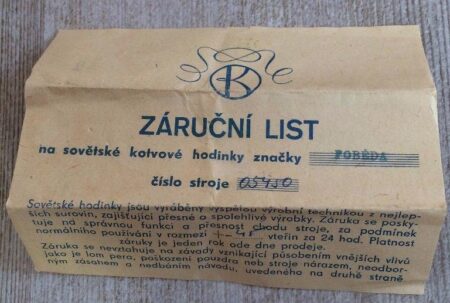 K
ZÁRUČNÍ LIST
na sovětské kotvové hodinky značky POBĚDA
číslo stroje 05450
Sovětské hodinky jsou vyráběny vyspělou výrobní technikou z nejlep-
ších surovin, zajišťující přesné a spolehlivé výrobky. Záruka se posky-
tuje na správnou funkci a přesnost chodu stroje, za podmínek
normálního používání v rozmezí vteřin za 24 hod. Platnost
záruky je jeden rok ode dne prodeje.
Záruka se nevztahuje na závady vznikající působením vnějších vlivů
jako je lom pera, poškození pouzdra neb stroje nárazem, neodbor-
ným zásahem a nedbáním návodu, uvedeného na druhé straně